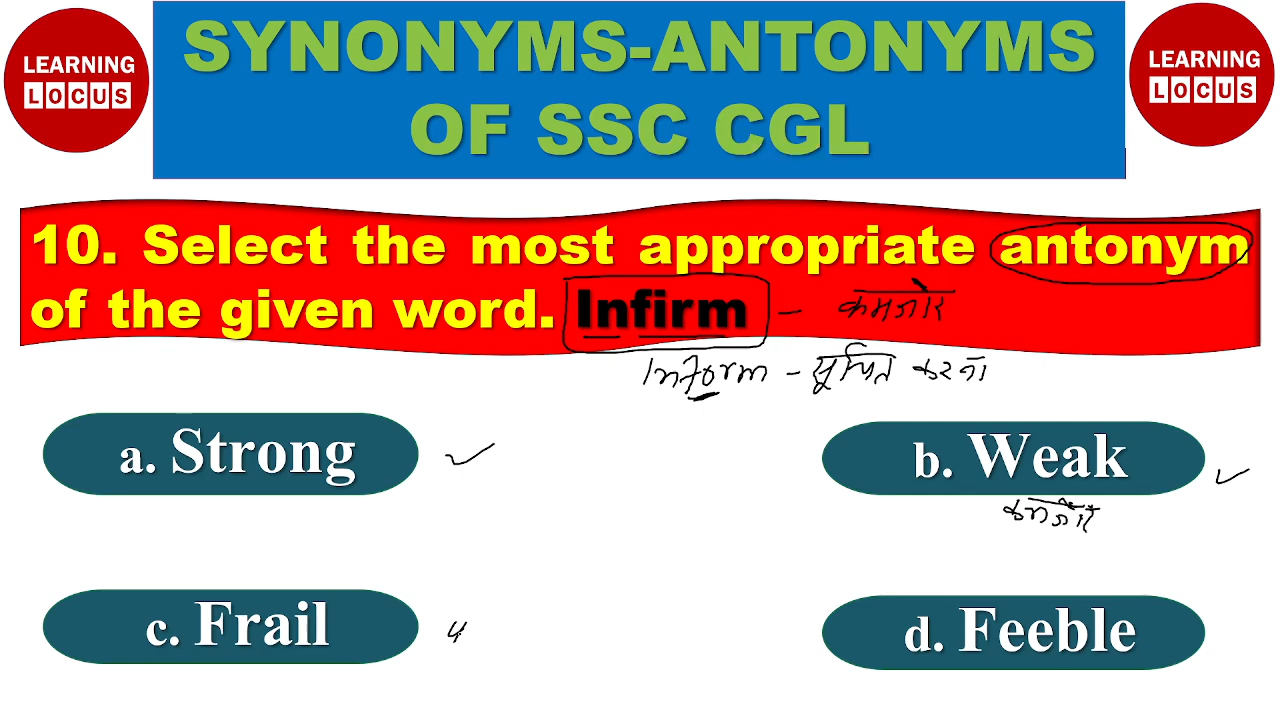 LEARNING
LOCUS
SYNONYMS-ANTONYMS
OF SSC CGL
LEARNING
LOCUS
10. Select the most appropriate antonym
of the given word. Infirm - कमजोर
Inform - सूचित करना
a. Strong
b. Weak
कमजोर
c. Frail
d. Feeble